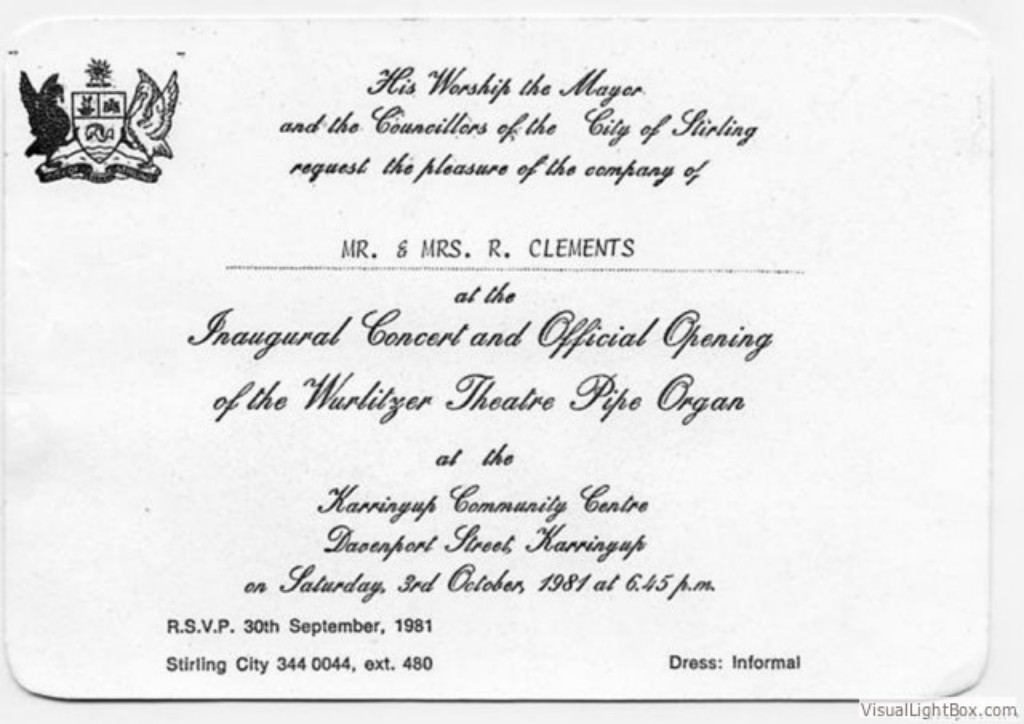 His Worship the Mayor
and the Councillors of the City of Stirling
request the pleasure of the company of
MR. & MRS. R. CLEMENTS
at the
Inaugural Concert and Official Opening
of the Wurlitzer Theatre Pipe Organ
at the
Karrinyup Community Centre
Davenport Street, Karrinyup
on Saturday, 3rd October, 1981 at 6.45 p.m.
R.S.V.P. 30th September, 1981
Stirling City 344 0044, ext. 480
Dress: Informal
VisualLightBox.com